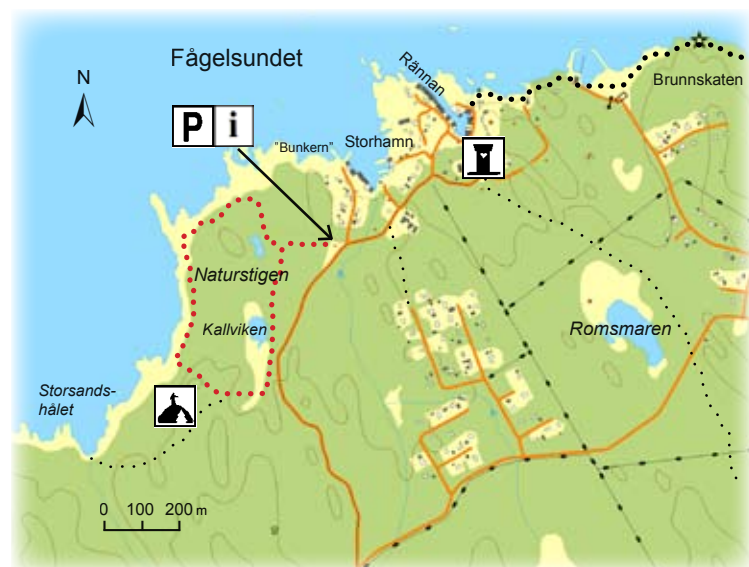 Fågelsundet
N
Rännan
Brunnskaten
P i
"Bunkern"
Storhamn
Naturstigen
Kallviken
Romsmaren
Storsands-
hålet
0 100 200 m